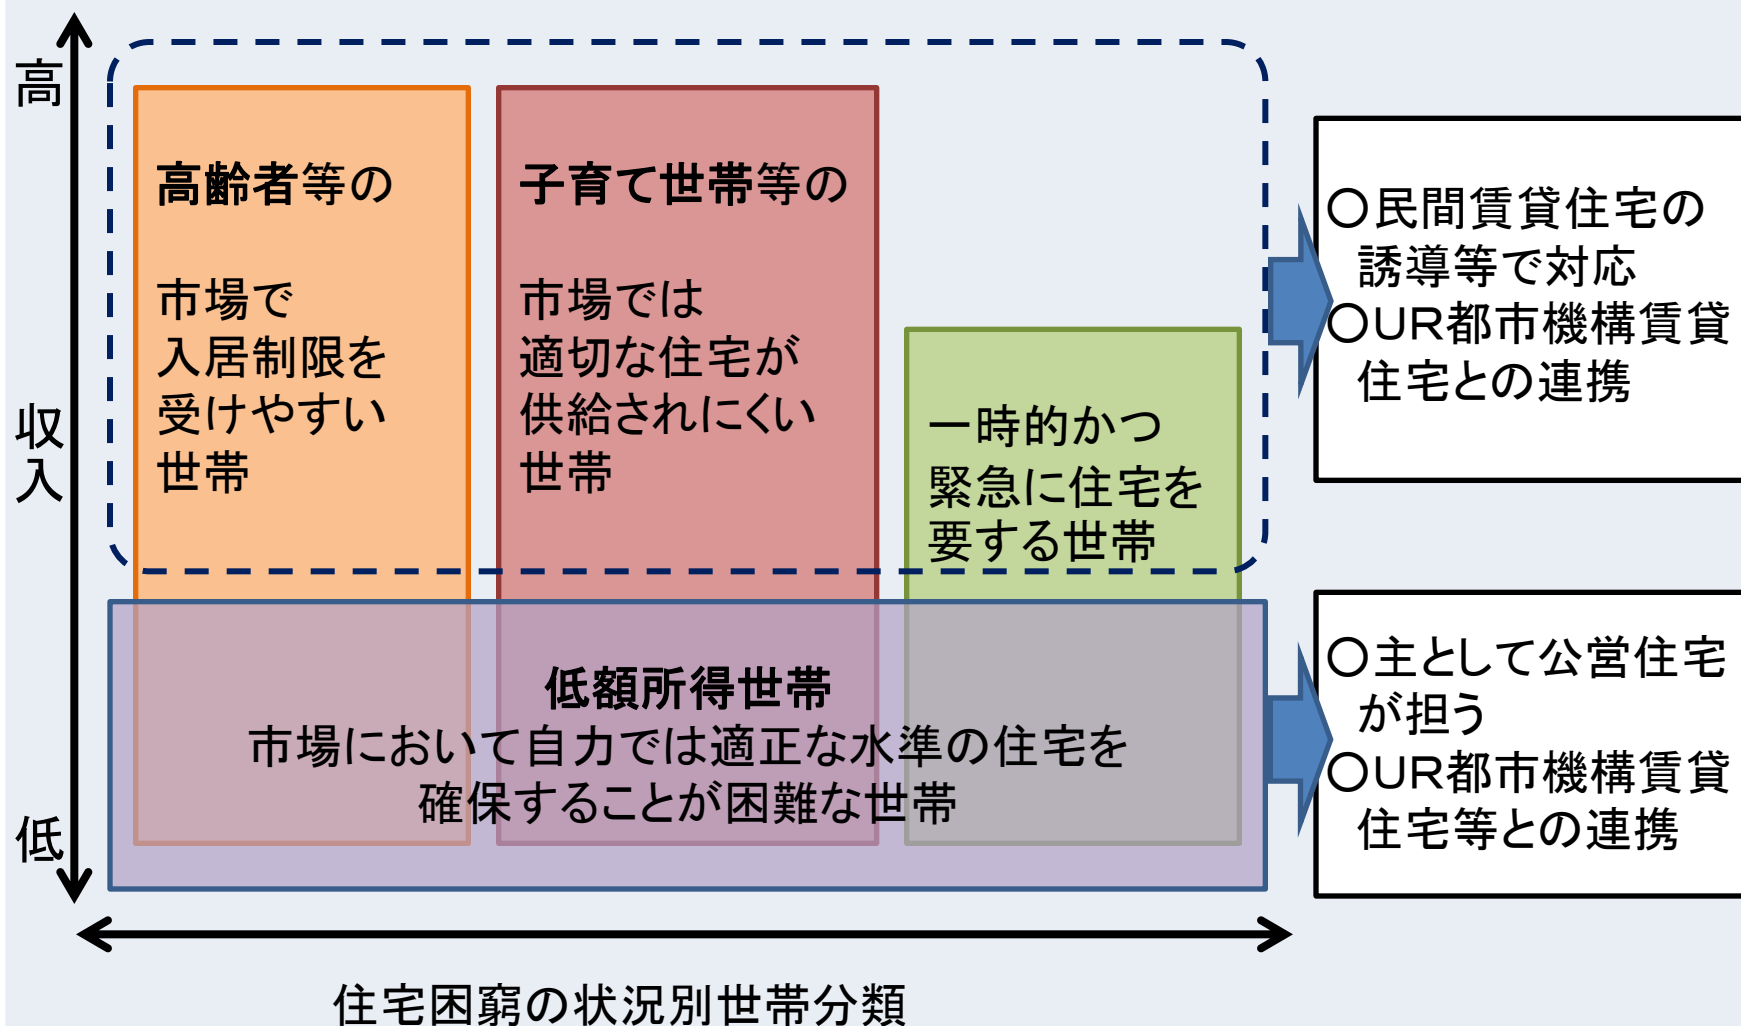 高
収
入
低
高齢者等の
市場で
入居制限を
受けやすい
世帯
子育て世帯等の
市場では
適切な住宅が
供給されにくい
世帯
一時的かつ
緊急に住宅を
要する世帯
低額所得世帯
市場において自力では適正な水準の住宅を
確保することが困難な世帯
○民間賃貸住宅の
誘導等で対応
○UR都市機構賃貸
住宅との連携
○主として公営住宅
が担う
○UR都市機構賃貸
住宅等との連携
住宅困窮の状況別世帯分類